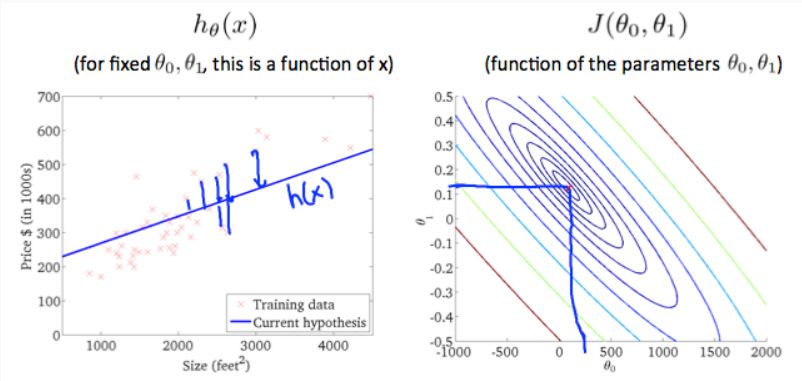 hθ(x)
(for fixed θ0, θ1, this is a function of x)
700
600
500
400
300
200
100
0
Price $ (in 1000s)
1000 2000 3000 4000
Size (feet²)
Training data
Current hypothesis
h(x)
J(θ0, θ1)
(function of the parameters θ0, θ1)
0.5
0.4
0.3
0.2
0.1
0
-0.1
-0.2
-0.3
-0.4
-0.5
θ1
-1000 -500 0 500 1000 1500 2000
θ0